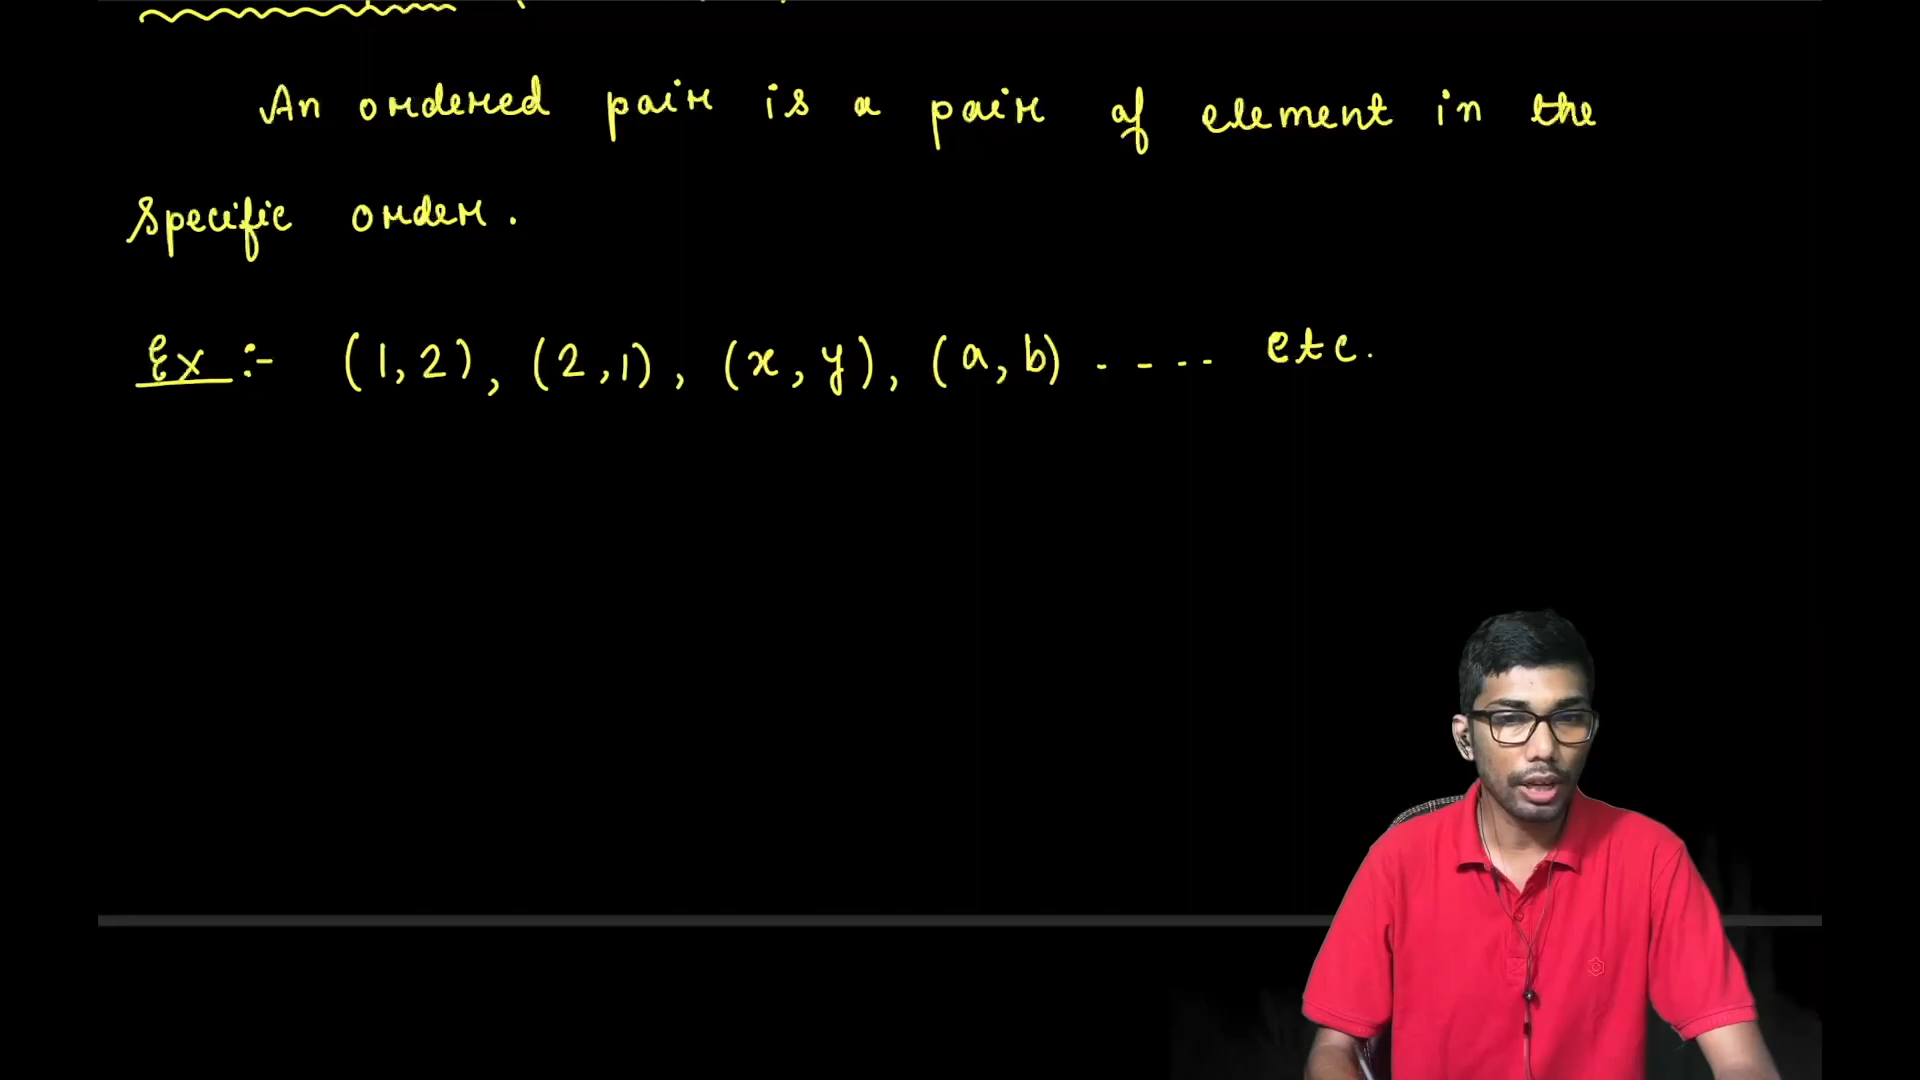 An ordered pair is a pair of element in the
specific order.
Ex :- (1,2), (2,1), (x,y), (a,b) ---- etc.